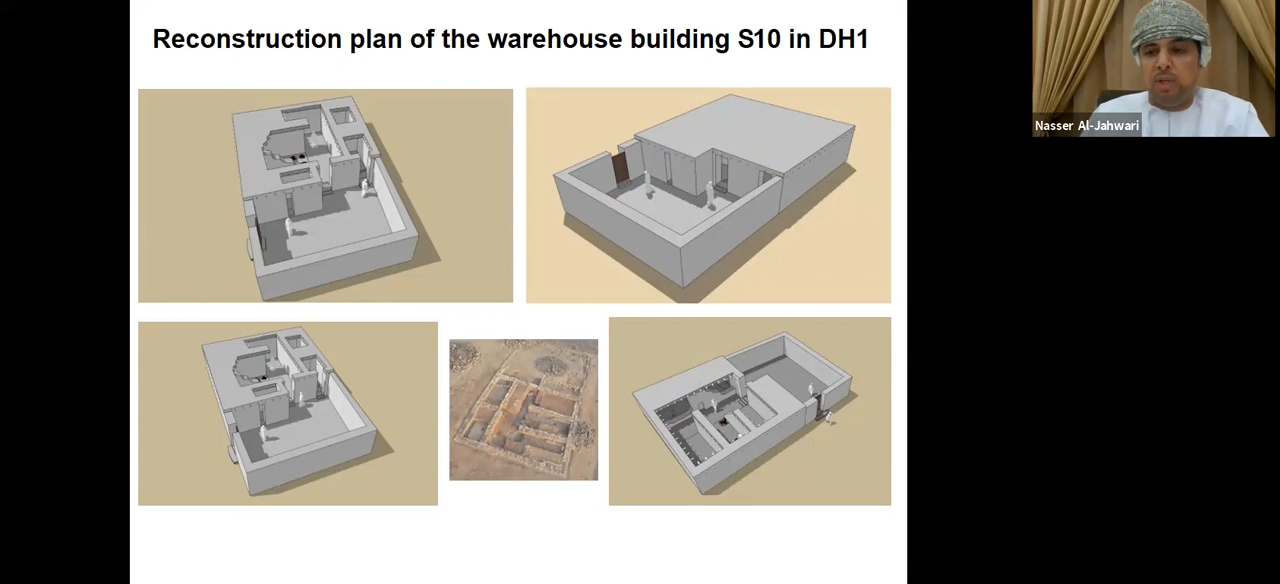 Reconstruction plan of the warehouse building S10 in DH1
Nasser Al-Jahwari